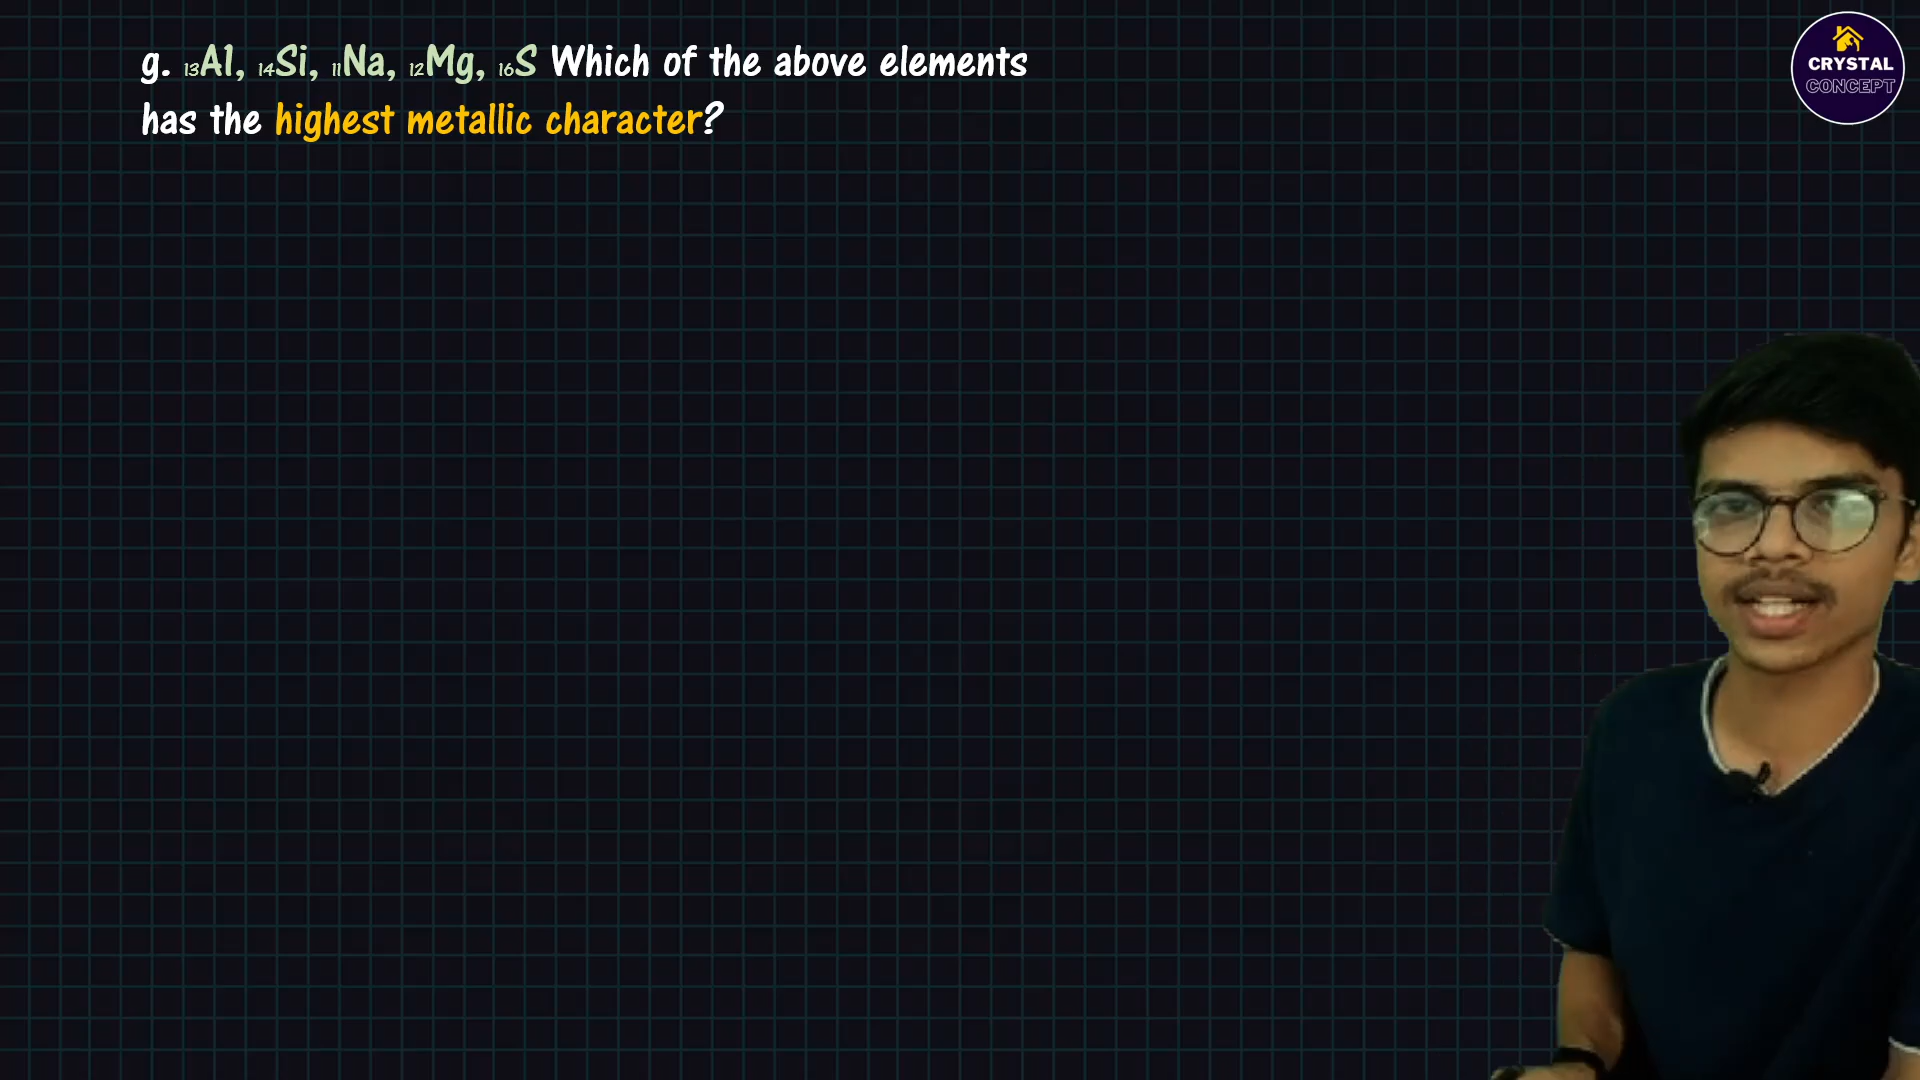 g. ₁₃Al, ₁₄Si, ₁₁Na, ₁₂Mg, ₁₆S Which of the above elements
has the highest metallic character?
CRYSTAL
CONCEPT